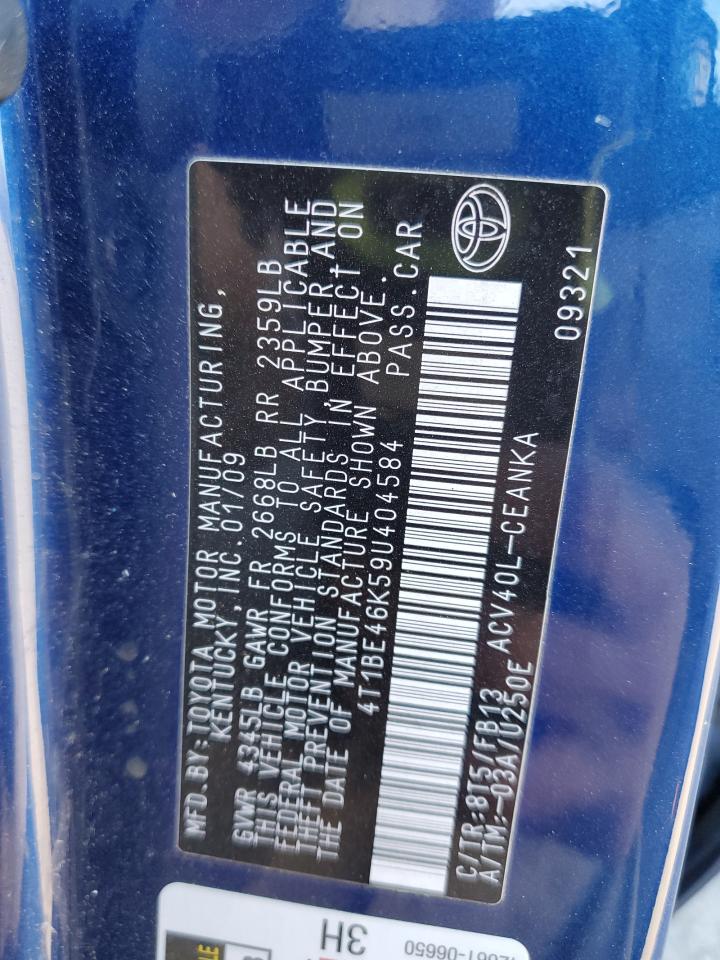 MFD.BY:TOYOTA MOTOR MANUFACTURING,
KENTUCKY,INC.01/09
GVWR 4345LB GAWR FR 2668LB RR 2359LB
THIS VEHICLE CONFORMS TO ALL APPLICABLE
FEDERAL MOTOR VEHICLE SAFETY,BUMPER AND
THEFT PREVENTION STANDARDS IN EFFECT ON
THE DATE OF MANUFACTURE SHOWN ABOVE.
4T1BE46K59U404584 PASS.CAR
C/TR:8T5/FB13 ACV40L-CEANKA
A/TM:-03A/U250E
09321
3H